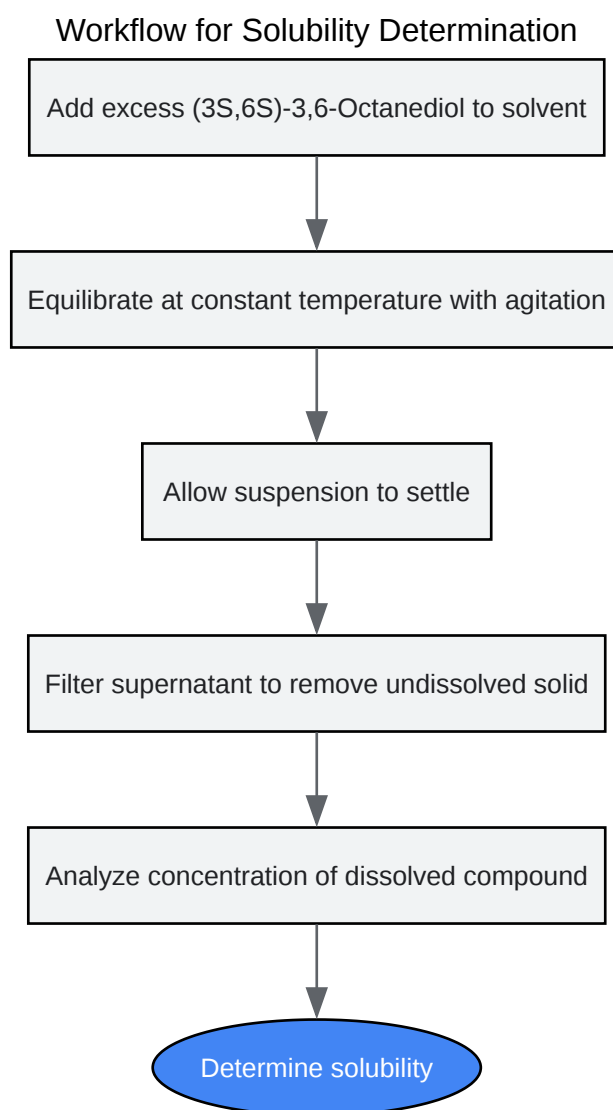 Workflow for Solubility Determination
Add excess (3S,6S)-3,6-Octanediol to solvent
Equilibrate at constant temperature with agitation
Allow suspension to settle
Filter supernatant to remove undissolved solid
Analyze concentration of dissolved compound
Determine solubility